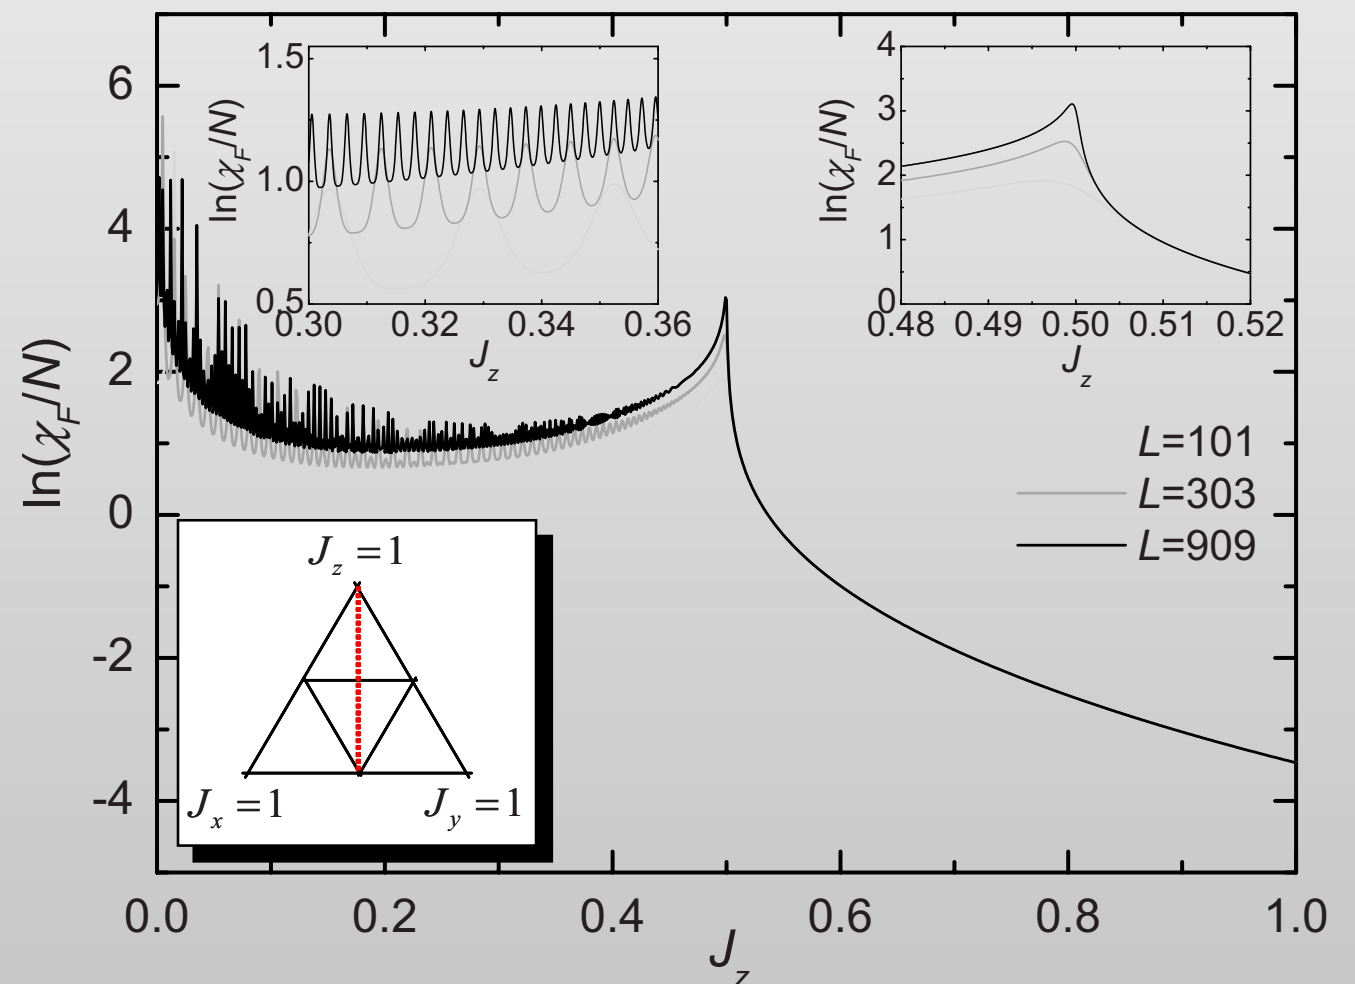 6
4
2
0
-2
-4
ln(χF/N)
0.0 0.2 0.4 0.6 0.8 1.0
Jz
1.5
1.0
0.5
ln(χF/N)
0.30 0.32 0.34 0.36
Jz
4
3
2
1
0
ln(χF/N)
0.48 0.49 0.50 0.51 0.52
Jz
L=101
L=303
L=909
Jz =1
Jx =1 Jy =1